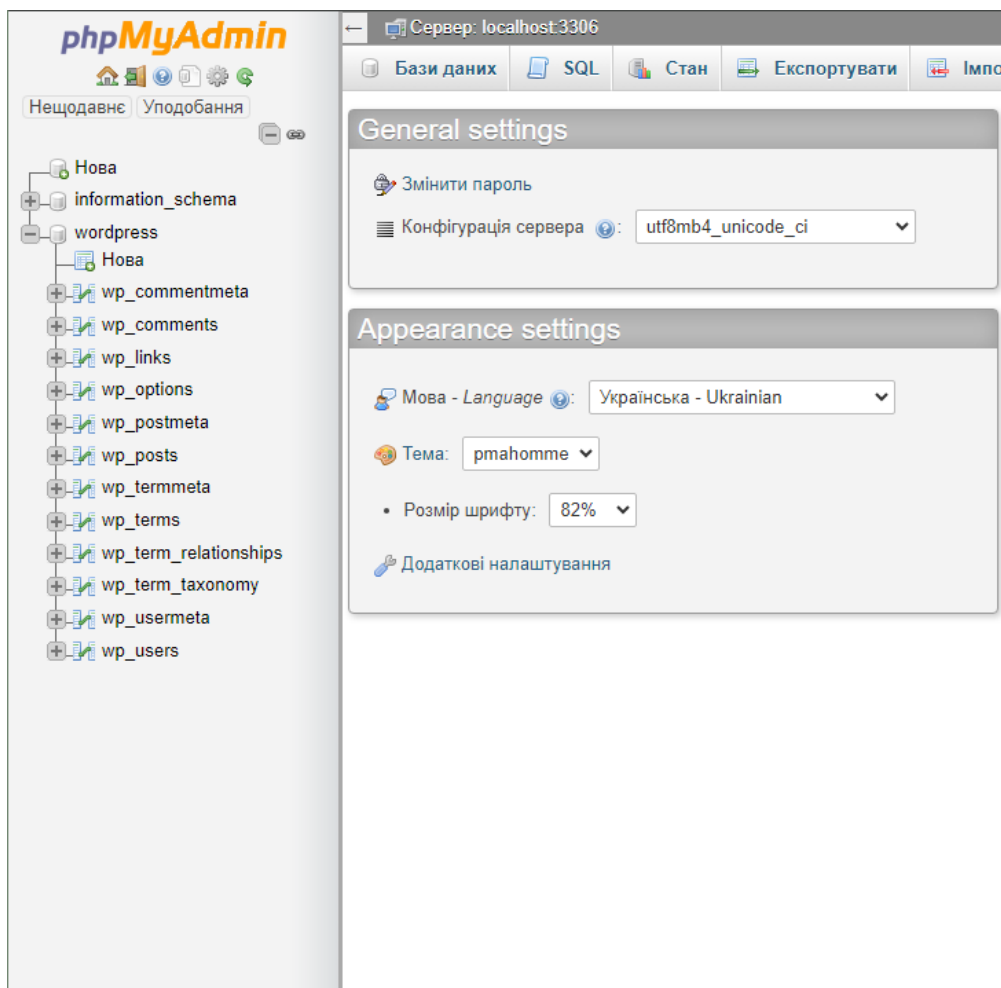 phpMyAdmin
Нещодавнє Уподобання
Нова
information_schema
wordpress
Нова
wp_commentmeta
wp_comments
wp_links
wp_options
wp_postmeta
wp_posts
wp_termmeta
wp_terms
wp_term_relationships
wp_term_taxonomy
wp_usermeta
wp_users
← Сервер: localhost:3306
Бази даних SQL Стан Експортувати Імпо
General settings
Змінити пароль
Конфігурація сервера : utf8mb4_unicode_ci
Appearance settings
Мова - Language : Українська - Ukrainian
Тема: pmahomme
• Розмір шрифту: 82%
Додаткові налаштування